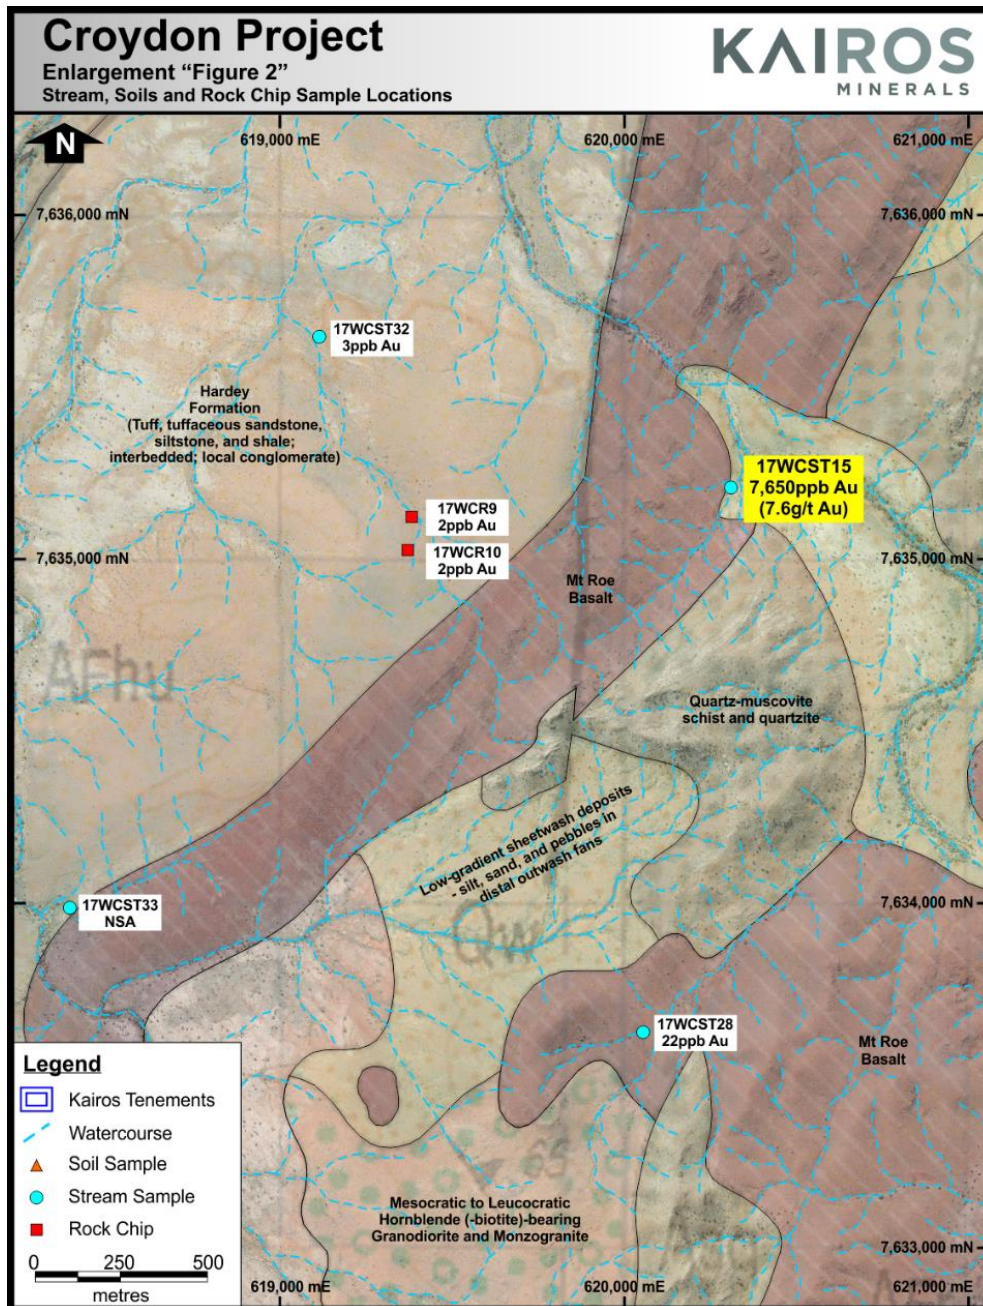 Croydon Project
Enlargement “Figure 2”
Stream, Soils and Rock Chip Sample Locations
KAIROS
MINERALS
N
619,000 mE
620,000 mE
621,000 mE
7,636,000 mN
7,636,000 mN
17WCST32
3ppb Au
Hardey
Formation
(Tuff, tuffaceous sandstone,
siltstone, and shale;
interbedded; local conglomerate)
17WCST15
7,650ppb Au
(7.6g/t Au)
17WCR9
2ppb Au
17WCR10
2ppb Au
7,635,000 mN
7,635,000 mN
Mt Roe
Basalt
AFhu
Quartz-muscovite
schist and quartzite
Low-gradient sheetwash deposits
- silt, sand, and pebbles in
distal outwash fans
17WCST33
NSA
7,634,000 mN
Qw
17WCST28
22ppb Au
Mt Roe
Basalt
Legend
Kairos Tenements
Watercourse
Soil Sample
Stream Sample
Rock Chip
0 250 500
metres
Mesocratic to Leucocratic
Hornblende (-biotite)-bearing
Granodiorite and Monzogranite
7,633,000 mN
619,000 mE
620,000 mE
621,000 mE